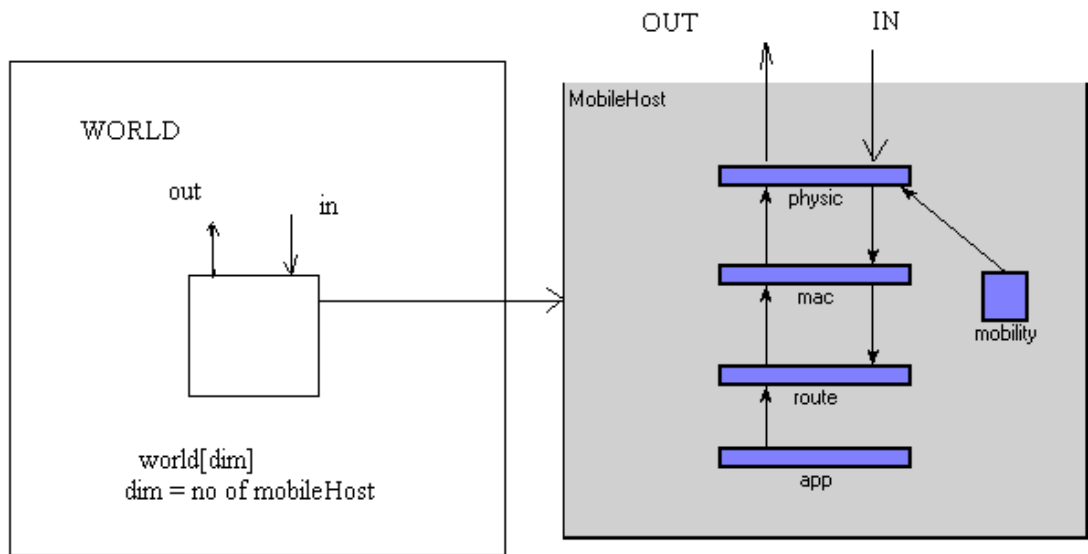 WORLD
out
in
world[dim]
dim = no of mobileHost
OUT
IN
MobileHost
physic
mac
mobility
route
app